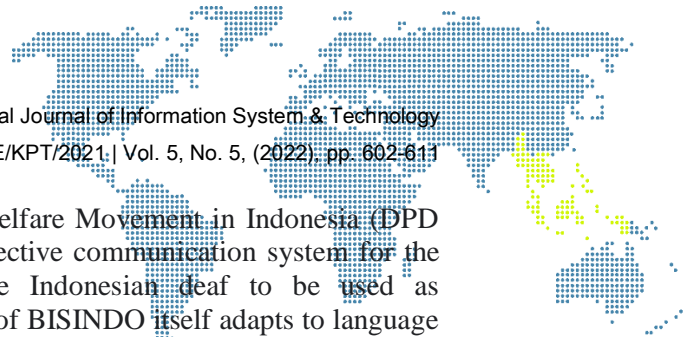 al Journal of Information System & Technology
E/KPT/2021 | Vol. 5, No. 5, (2022), pp. 602-611
elfare Movement in Indonesia (DPD
ective communication system for the
e Indonesian deaf to be used as
of BISINDO itself adapts to language